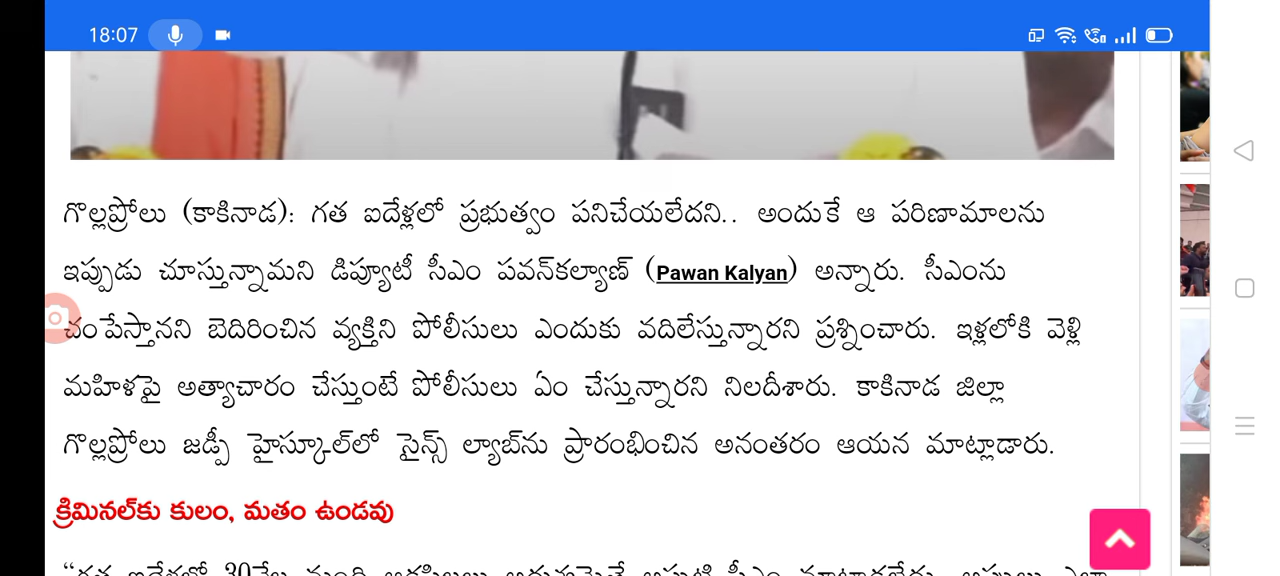 18:07
గొల్లప్రోలు (కాకినాడ): గత ఐదేళ్లలో ప్రభుత్వం పనిచేయలేదని.. అందుకే ఆ పరిణామాలను
ఇప్పుడు చూస్తున్నామని డిప్యూటీ సీఎం పవన్‌కల్యాణ్ (Pawan Kalyan) అన్నారు. సీఎంను
చంపేస్తానని బెదిరించిన వ్యక్తిని పోలీసులు ఎందుకు వదిలేస్తున్నారని ప్రశ్నించారు. ఇళ్లలోకి వెళ్లి
మహిళపై అత్యాచారం చేస్తుంటే పోలీసులు ఏం చేస్తున్నారని నిలదీశారు. కాకినాడ జిల్లా
గొల్లప్రోలు జడ్పీ హైస్కూల్‌లో సైన్స్ ల్యాబ్‌ను ప్రారంభించిన అనంతరం ఆయన మాట్లాడారు.
క్రిమినల్‌కు కులం, మతం ఉండవు